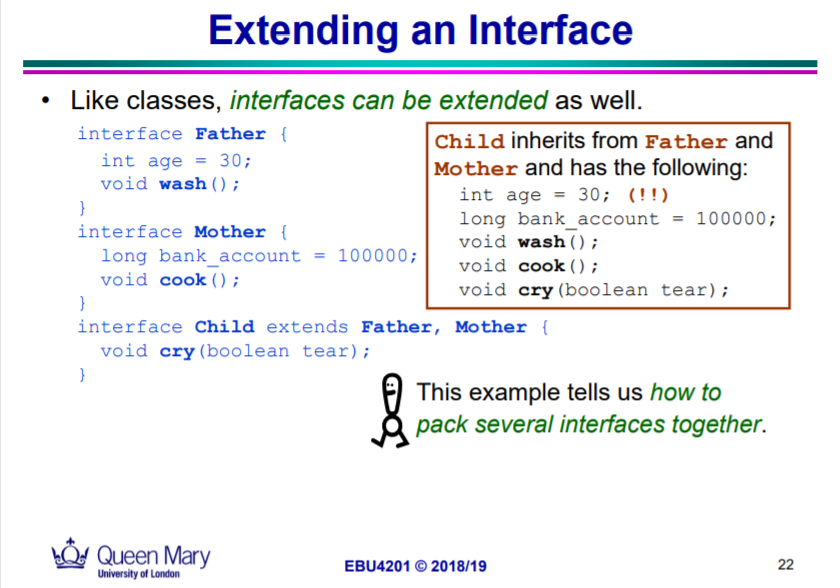 Extending an Interface
• Like classes, interfaces can be extended as well.
interface Father {
int age = 30;
void wash();
}
interface Mother {
long bank_account = 100000;
void cook();
}
interface Child extends Father, Mother {
void cry(boolean tear);
}
Child inherits from Father and
Mother and has the following:
int age = 30; (!!)
long bank_account = 100000;
void wash();
void cook();
void cry(boolean tear);
This example tells us how to
pack several interfaces together.
Queen Mary
University of London
EBU4201 © 2018/19
22